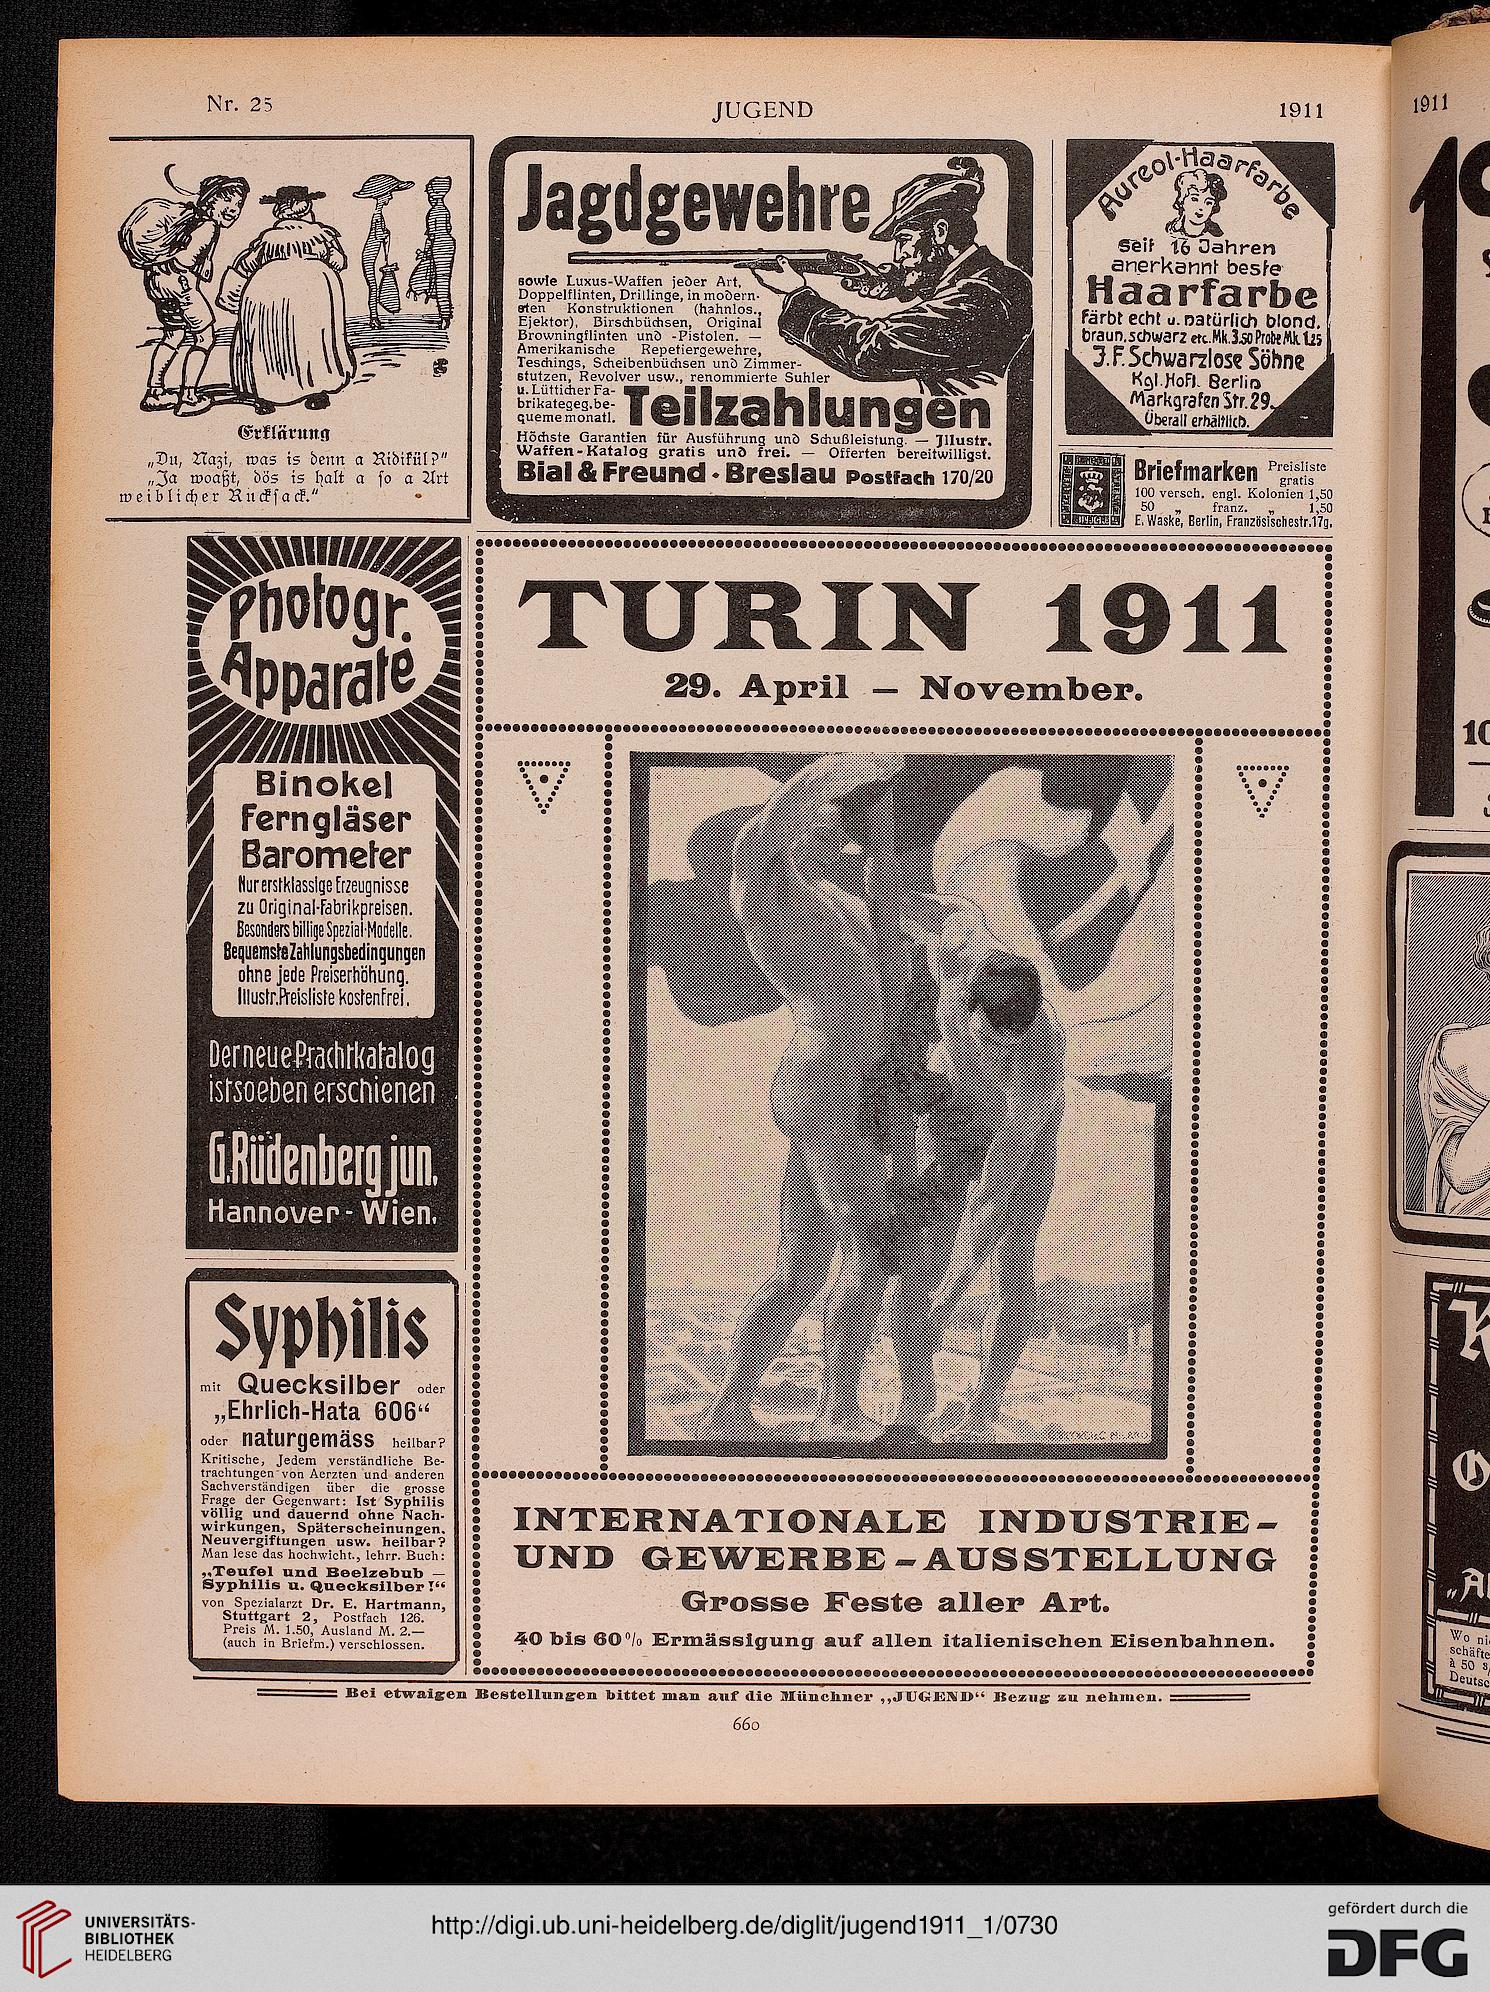 Nr. 25
JUGEND
1911
Erklärung
„Du, Nazi, was is denn a Ridikül?"
„Ja woaßt, dös is halt a so a Art
weiblicher Rucksack."
Jagdgewehre
sowie Luxus-Waffen jeder Art,
Doppelflinten, Drillinge, in modern-
sten Konstruktionen (hahnlos.,
Ejektor), Birschbüchsen, Original
Browningflinten und -Pistolen. —
Amerikanische Repetiergewehre,
Teschings, Scheibenbüchsen und Zimmer-
stutzen, Revolver usw., renommierte Suhler
u. Lütticher Fa-
brikate geg. be-
queme monatl.
Teilzahlungen
Höchste Garantien für Ausführung und Schußleistung. — Jllustr.
Waffen-Katalog gratis und frei. — Offerten bereitwilligst.
Bial & Freund - Breslau Postfach 170/20
Aureol-Haarfarbe
seit 16 Jahren
anerkannt beste
Haarfarbe
färbt echt u. natürlich blond,
braun, schwarz etc. Mk. 3.50 Probe Mk. 1.25
J. F. Schwarzlose Söhne
Kgl. Hofl. Berlin
Markgrafen Str. 29.
Überall erhältlich.
Briefmarken Preisliste
gratis
100 versch. engl. Kolonien 1,50
50 „ franz. „ 1,50
E. Waske, Berlin, Französischestr. 17g.
Photogr.
Apparate
Binokel
Ferngläser
Barometer
Nur erstklassige Erzeugnisse
zu Original-Fabrikpreisen.
Besonders billige Spezial-Modelle.
Bequemste Zahlungsbedingungen
ohne jede Preiserhöhung.
Illustr. Preisliste kostenfrei.
Der neue Prachtkatalog
ist soeben erschienen
G. Rüdenberg jun.
Hannover - Wien.
Syphilis
mit Quecksilber oder
„Ehrlich-Hata 606“
oder naturgemäss heilbar?
Kritische, Jedem verständliche Be-
trachtungen von Aerzten und anderen
Sachverständigen über die grosse
Frage der Gegenwart: Ist Syphilis
völlig und dauernd ohne Nach-
wirkungen, Späterscheinungen,
Neuvergiftungen usw. heilbar?
Man lese das hochwicht., lehrr. Buch:
„Teufel und Beelzebub —
Syphilis u. Quecksilber!“
von Spezialarzt Dr. E. Hartmann,
Stuttgart 2, Postfach 126.
Preis M. 1.50, Ausland M. 2.—
(auch in Briefm.) verschlossen.
TURIN 1911
29. April — November.
INTERNATIONALE INDUSTRIE-
UND GEWERBE-AUSSTELLUNG
Grosse Feste aller Art.
40 bis 60% Ermässigung auf allen italienischen Eisenbahnen.
Bei etwaigen Bestellungen bittet man auf die Münchner „JUGEND“ Bezug zu nehmen.
660
1911
UNIVERSITÄTS-
BIBLIOTHEK
HEIDELBERG
http://digi.ub.uni-heidelberg.de/diglit/jugend1911_1/0730
gefördert durch die
DFG